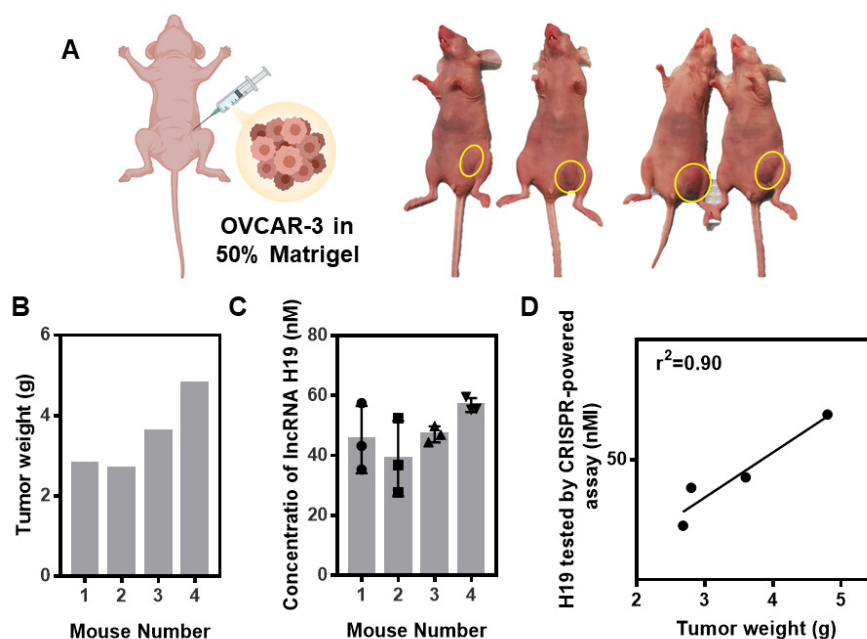 A
OVCAR-3 in
50% Matrigel
B
Tumor weight (g)
6
4
2
0
1 2 3 4
Mouse Number
C
Concentratio of lncRNA H19 (nM)
80
60
40
20
0
1 2 3 4
Mouse Number
D
H19 tested by CRISPR-powered
assay (nMl)
r²=0.90
50
2 3 4 5
Tumor weight (g)